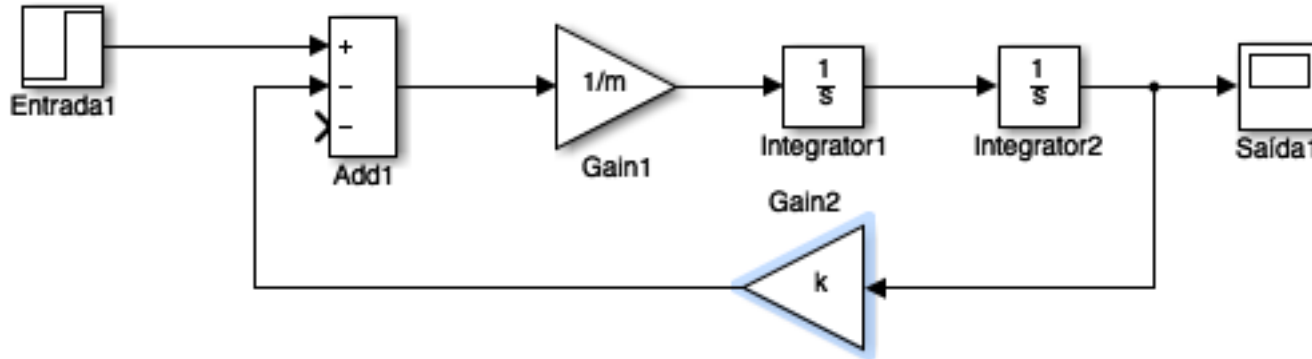 Entrada1
+
−
−
Add1
1/m
Gain1
1
s
Integrator1
1
s
Integrator2
Saída1
Gain2
k